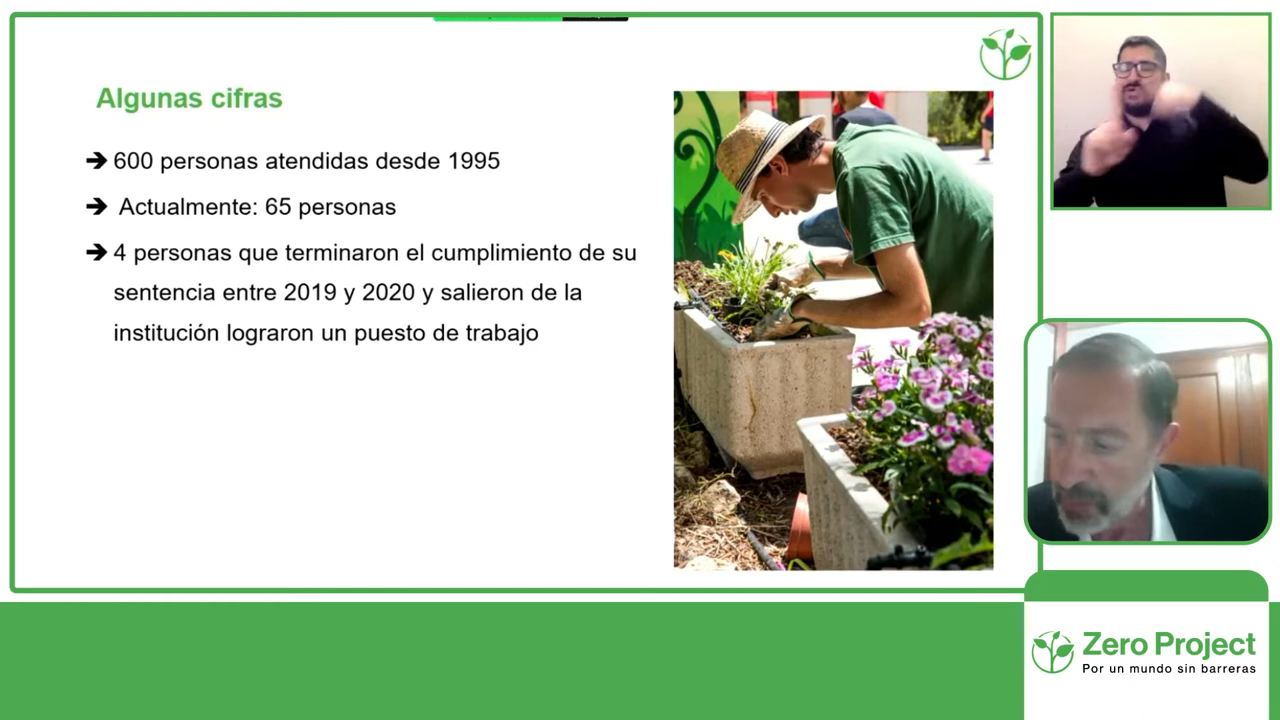 Algunas cifras
➔ 600 personas atendidas desde 1995
➔ Actualmente: 65 personas
➔ 4 personas que terminaron el cumplimiento de su
sentencia entre 2019 y 2020 y salieron de la
institución lograron un puesto de trabajo
Zero Project
Por un mundo sin barreras